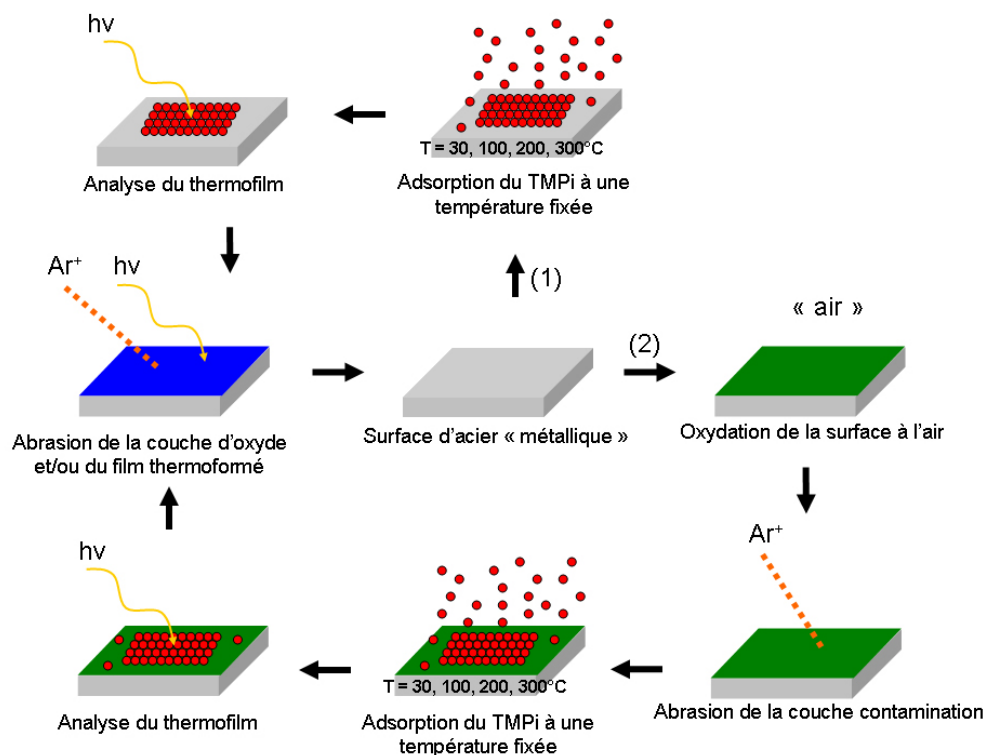 hν
T = 30, 100, 200, 300°C
Analyse du thermofilm
Adsorption du TMPi à une
température fixée
Ar⁺
hν
(1)
« air »
(2)
Abrasion de la couche d'oxyde
et/ou du film thermoformé
Surface d'acier « métallique »
Oxydation de la surface à l'air
hν
Ar⁺
T = 30, 100, 200, 300°C
Analyse du thermofilm
Adsorption du TMPi à une
température fixée
Abrasion de la couche contamination